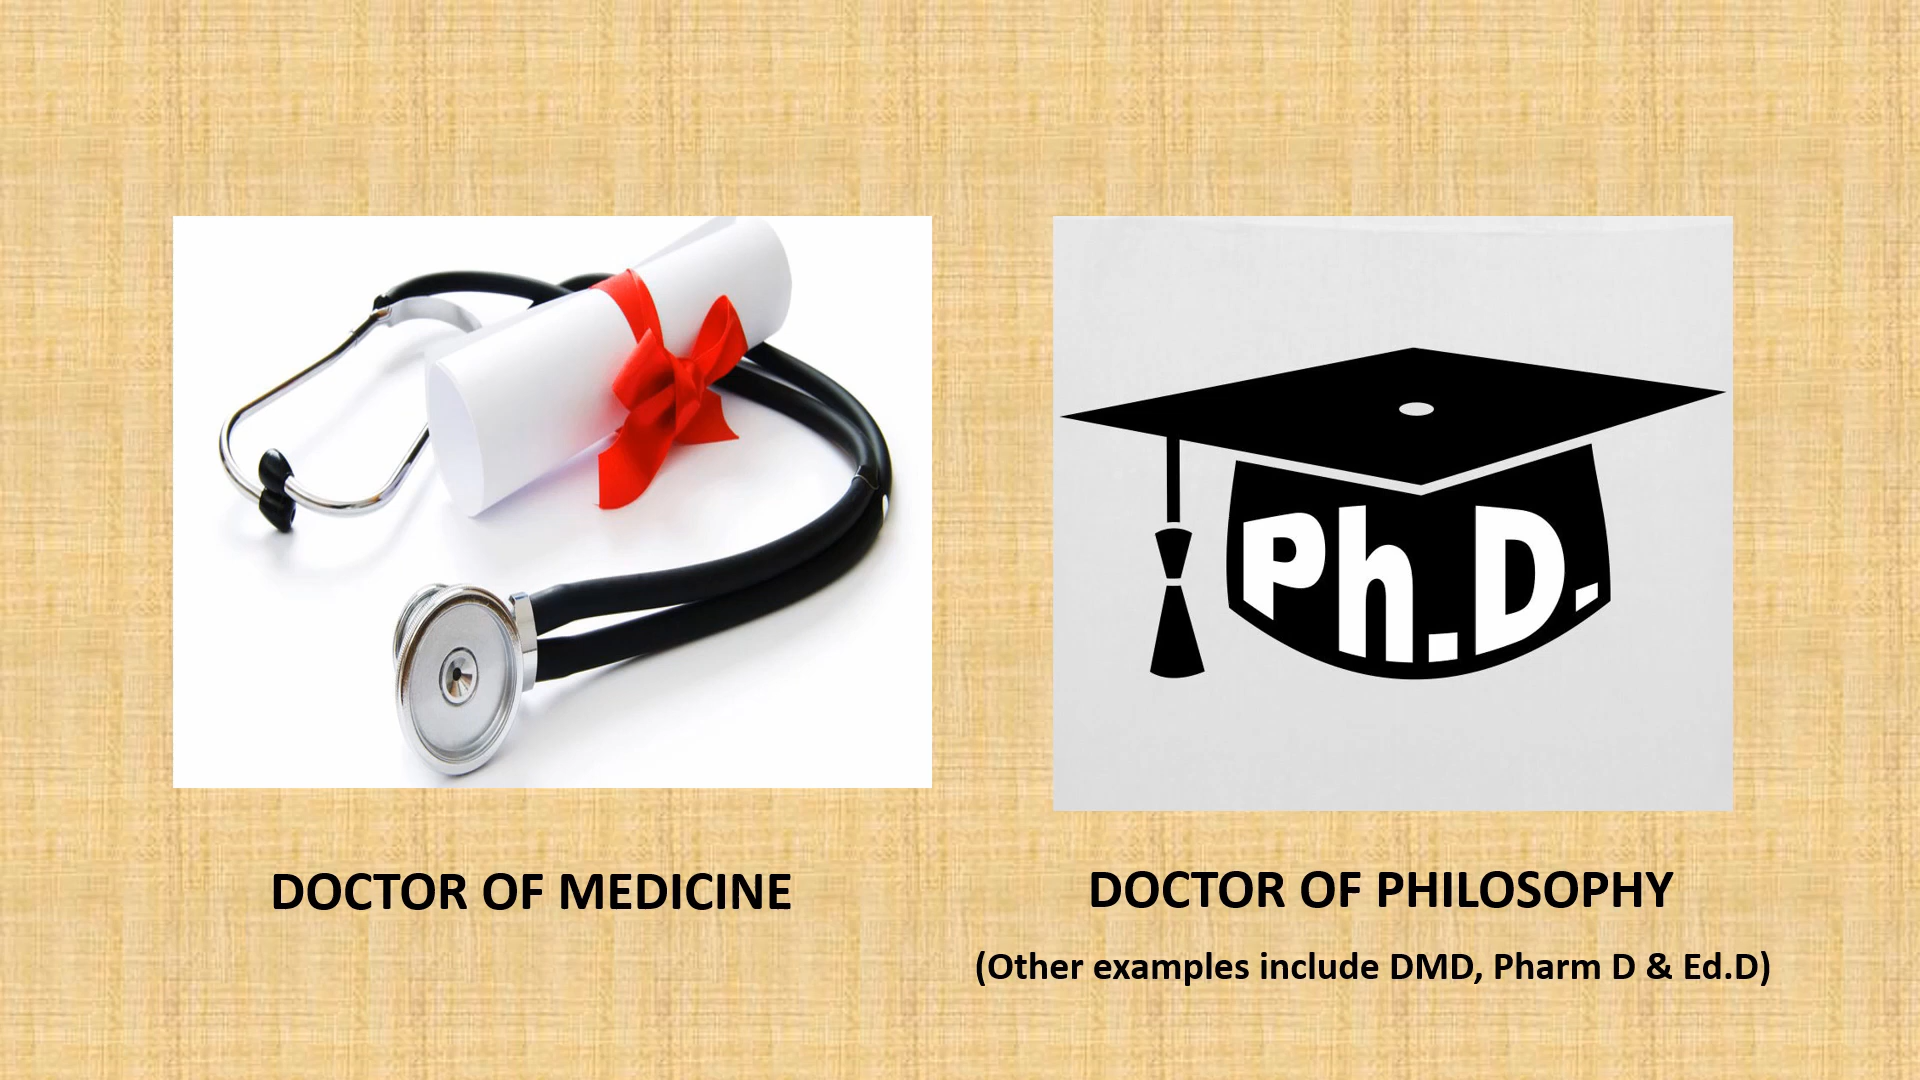 Ph.D.
DOCTOR OF MEDICINE
DOCTOR OF PHILOSOPHY
(Other examples include DMD, Pharm D & Ed.D)